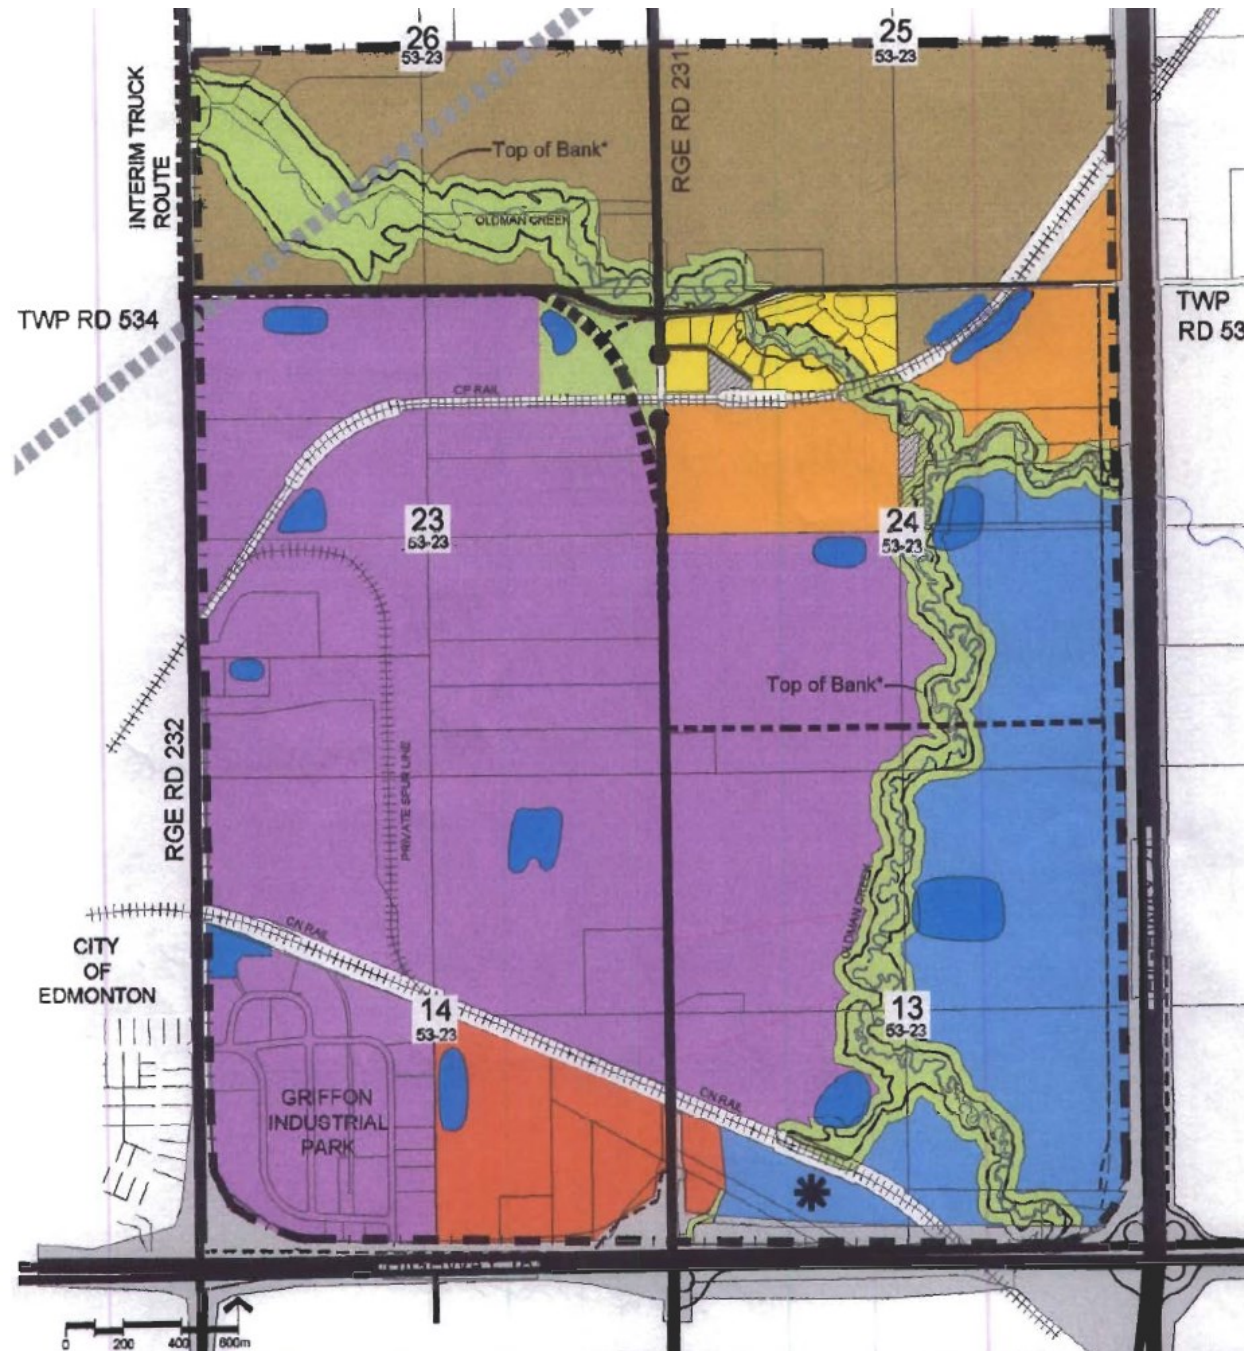 26
53-23
25
53-23
INTERIM TRUCK
ROUTE
RGE RD 231
Top of Bank*
OLDMAN CREEK
TWP RD 534
TWP
RD 53
CP RAIL
23
53-23
24
53-23
Top of Bank*
PRIVATE SPUR LINE
RGE RD 232
OLDMAN CREEK
CN RAIL
CITY
OF
EDMONTON
14
53-23
13
53-23
CN RAIL
GRIFFON
INDUSTRIAL
PARK
0 200 400 600m